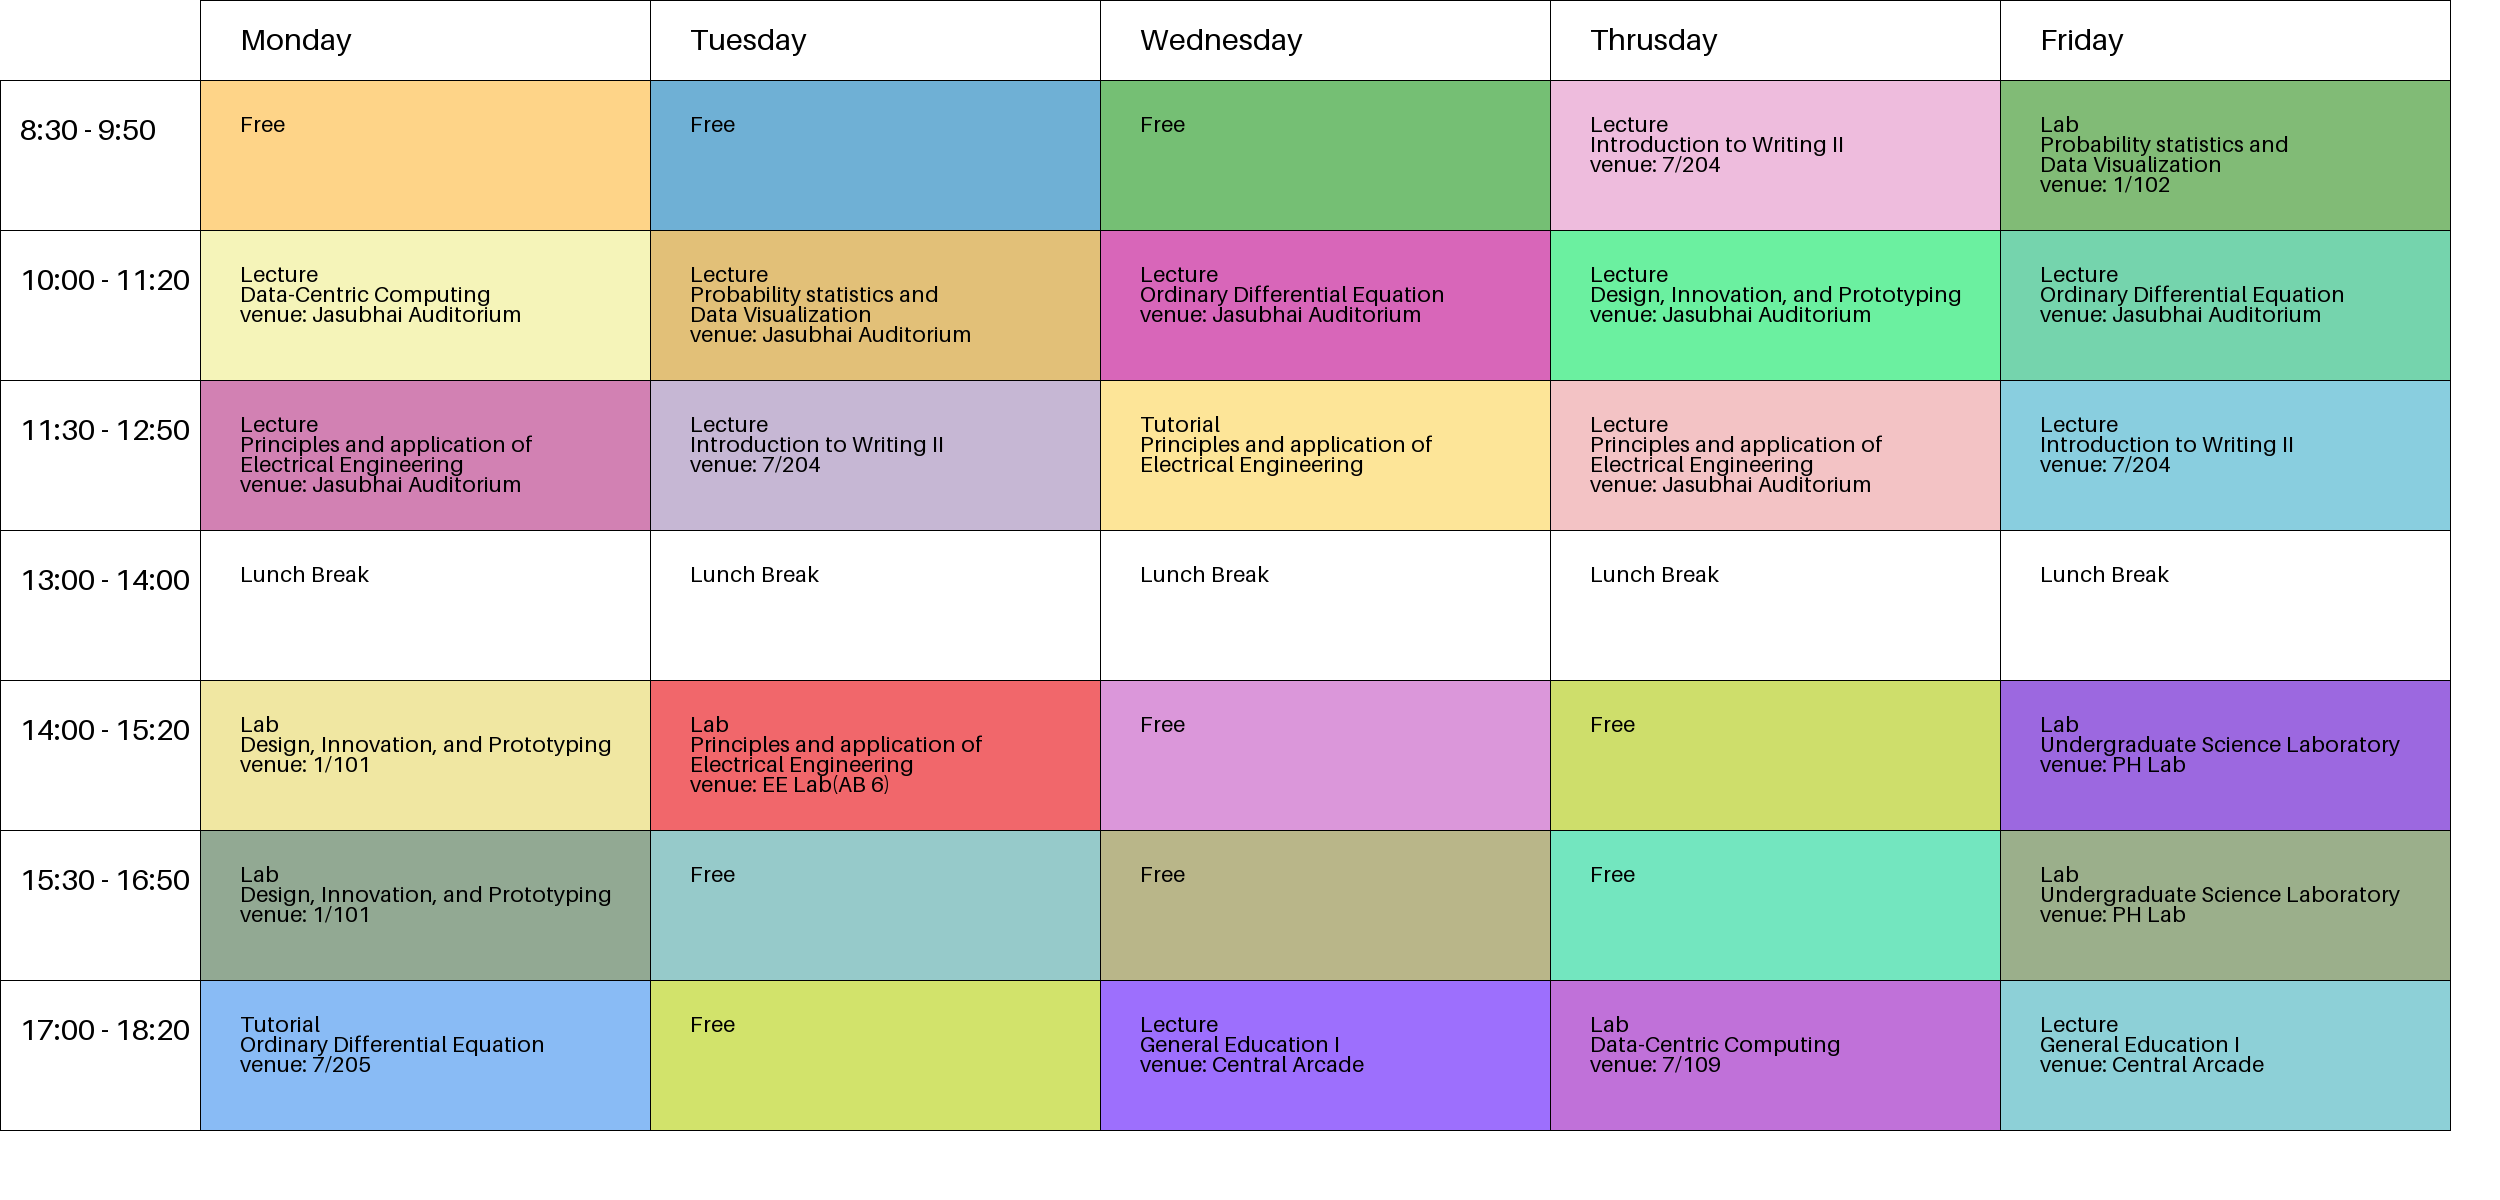 Monday Tuesday Wednesday Thrusday Friday
8:30 - 9:50
Free
Free
Free
Lecture
Introduction to Writing II
venue: 7/204
Lab
Probability statistics and
Data Visualization
venue: 1/102
10:00 - 11:20
Lecture
Data-Centric Computing
venue: Jasubhai Auditorium
Lecture
Probability statistics and
Data Visualization
venue: Jasubhai Auditorium
Lecture
Ordinary Differential Equation
venue: Jasubhai Auditorium
Lecture
Design, Innovation, and Prototyping
venue: Jasubhai Auditorium
Lecture
Ordinary Differential Equation
venue: Jasubhai Auditorium
11:30 - 12:50
Lecture
Principles and application of
Electrical Engineering
venue: Jasubhai Auditorium
Lecture
Introduction to Writing II
venue: 7/204
Tutorial
Principles and application of
Electrical Engineering
Lecture
Principles and application of
Electrical Engineering
venue: Jasubhai Auditorium
Lecture
Introduction to Writing II
venue: 7/204
13:00 - 14:00
Lunch Break
Lunch Break
Lunch Break
Lunch Break
Lunch Break
14:00 - 15:20
Lab
Design, Innovation, and Prototyping
venue: 1/101
Lab
Principles and application of
Electrical Engineering
venue: EE Lab(AB 6)
Free
Free
Lab
Undergraduate Science Laboratory
venue: PH Lab
15:30 - 16:50
Lab
Design, Innovation, and Prototyping
venue: 1/101
Free
Free
Free
Lab
Undergraduate Science Laboratory
venue: PH Lab
17:00 - 18:20
Tutorial
Ordinary Differential Equation
venue: 7/205
Free
Lecture
General Education I
venue: Central Arcade
Lab
Data-Centric Computing
venue: 7/109
Lecture
General Education I
venue: Central Arcade